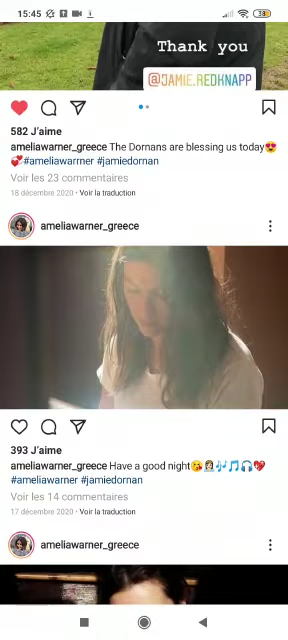 15:45
38
Thank you
@JAMIE.REDKNAPP
582 J'aime
ameliawarner_greece The Dornans are blessing us today😍
💞#ameliawarrner #jamiedornan
Voir les 23 commentaires
18 décembre 2020 • Voir la traduction
ameliawarner_greece
393 J'aime
ameliawarner_greece Have a good night😘👩🎶🎵🎧💖
#ameliawarner #jamiedornan
Voir les 14 commentaires
17 décembre 2020 • Voir la traduction
ameliawarner_greece